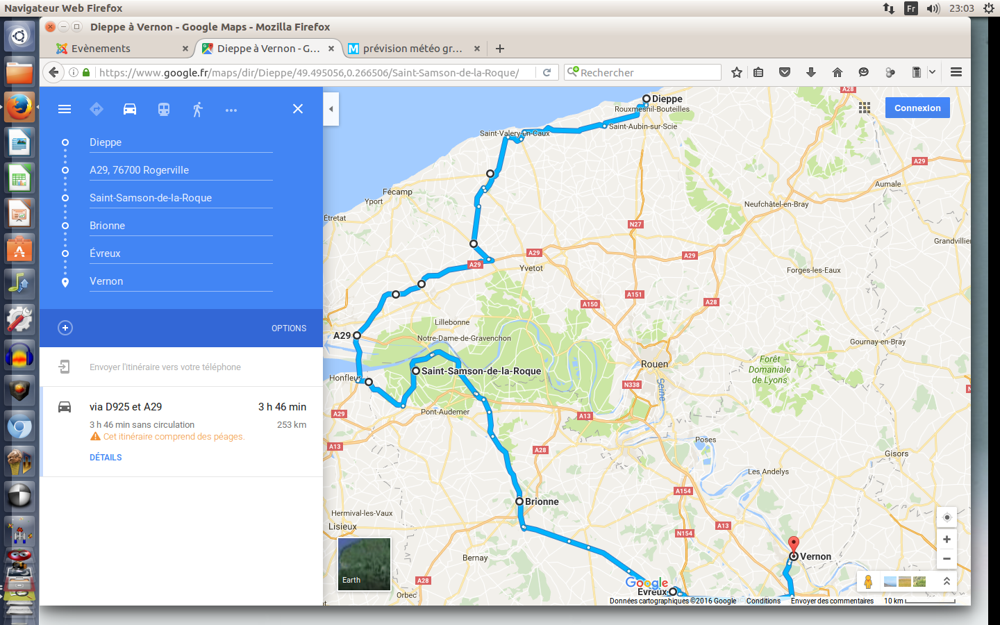 Navigateur Web Firefox
Fr
23:03
Dieppe à Vernon - Google Maps - Mozilla Firefox
Evènements
Dieppe à Vernon - G…
prévision météo gr…
https://www.google.fr/maps/dir/Dieppe/49.495056,0.266506/Saint-Samson-de-la-Roque/
Rechercher
Dieppe
A29, 76700 Rogerville
Saint-Samson-de-la-Roque
Brionne
Évreux
Vernon
OPTIONS
Envoyer l'itinéraire vers votre téléphone
via D925 et A29
3 h 46 min
3 h 46 min sans circulation
253 km
Cet itinéraire comprend des péages.
DÉTAILS
A28
Dieppe
Rouxmesnil-Bouteilles
Connexion
Saint-Aubin-sur-Scie
Saint-Valery-en-Caux
A29
Aumale
Fécamp
Yport
Neufchâtel-en-Bray
Étretat
N27
Grandvillier
A29
A29
A29
Yvetot
Forges-les-Eaux
A151
A150
A28
Lillebonne
A29
Notre-Dame-de-Gravenchon
Gournay-en-Bray
Rouen
Forêt
Domaniale
de Lyons
Saint-Samson-de-la-Roque
Honfleur
N338
Seine
A29
Pont-Audemer
A13
Poses
A13
A28
Gisors
Les Andelys
A154
Brionne
Hermival-les-Vaux
Lisieux
A13
N154
Vernon
Bernay
Earth
A28
Google
Évreux
Orbec
Données cartographiques ©2016 Google
Conditions
Envoyer des commentaires
10 km